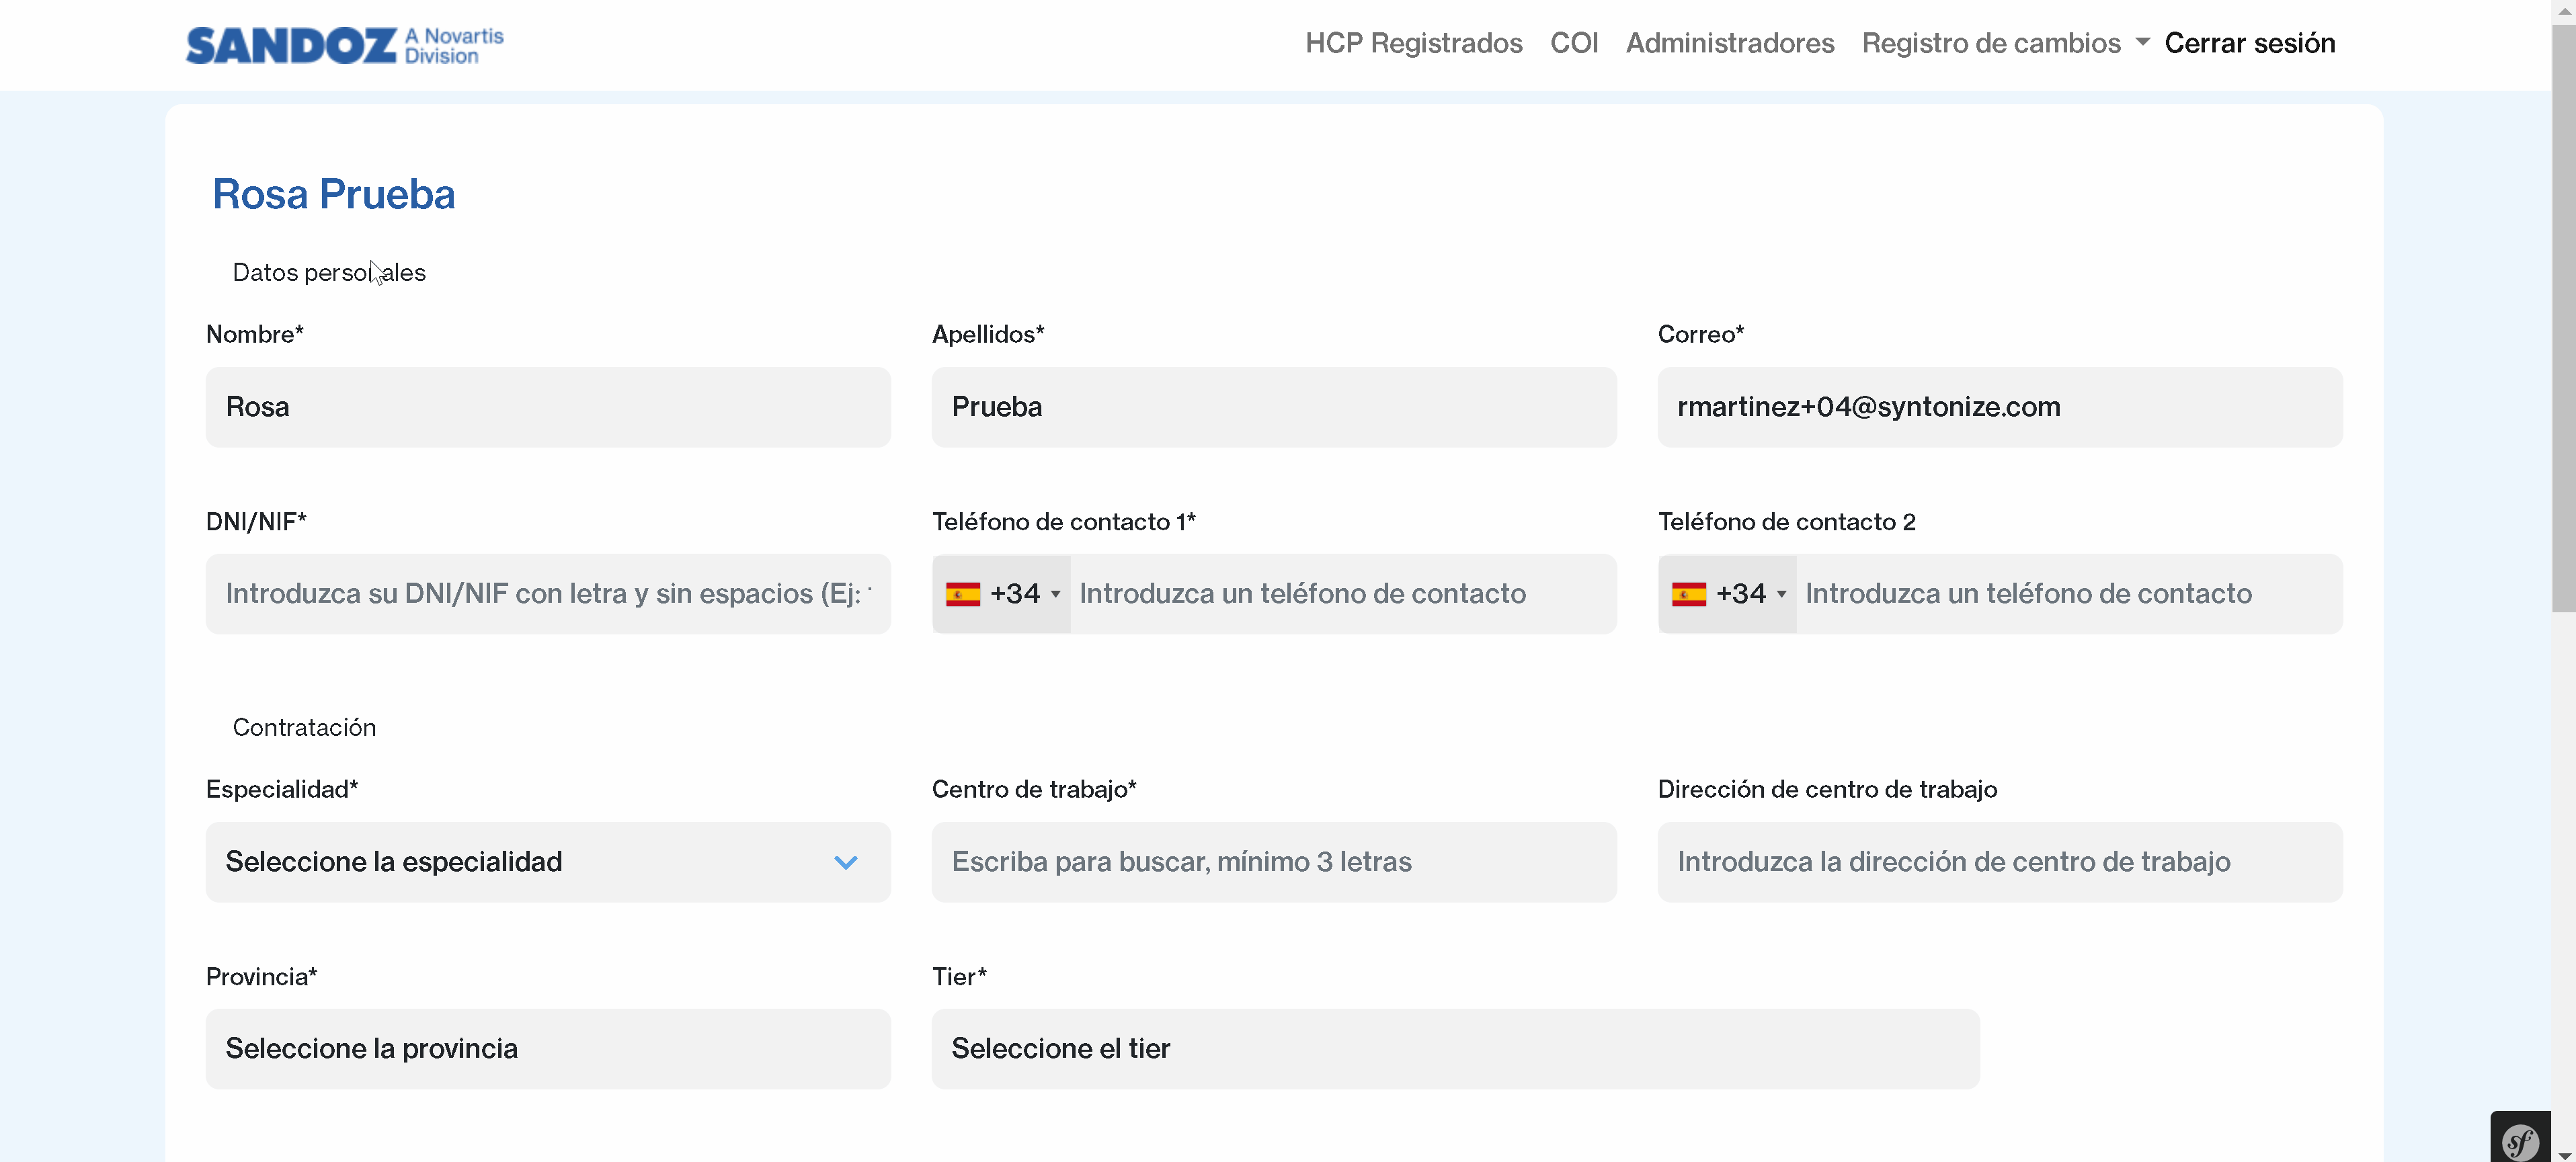 SANDOZ A Novartis Division
HCP Registrados COI Administradores Registro de cambios Cerrar sesión
Rosa Prueba
Datos personales
Nombre* Apellidos* Correo*
Rosa Prueba rmartinez+04@syntonize.com
DNI/NIF* Teléfono de contacto 1* Teléfono de contacto 2
Introduzca su DNI/NIF con letra y sin espacios (Ej: +34 Introduzca un teléfono de contacto +34 Introduzca un teléfono de contacto
Contratación
Especialidad* Centro de trabajo* Dirección de centro de trabajo
Seleccione la especialidad Escriba para buscar, mínimo 3 letras Introduzca la dirección de centro de trabajo
Provincia* Tier*
Seleccione la provincia Seleccione el tier
sf